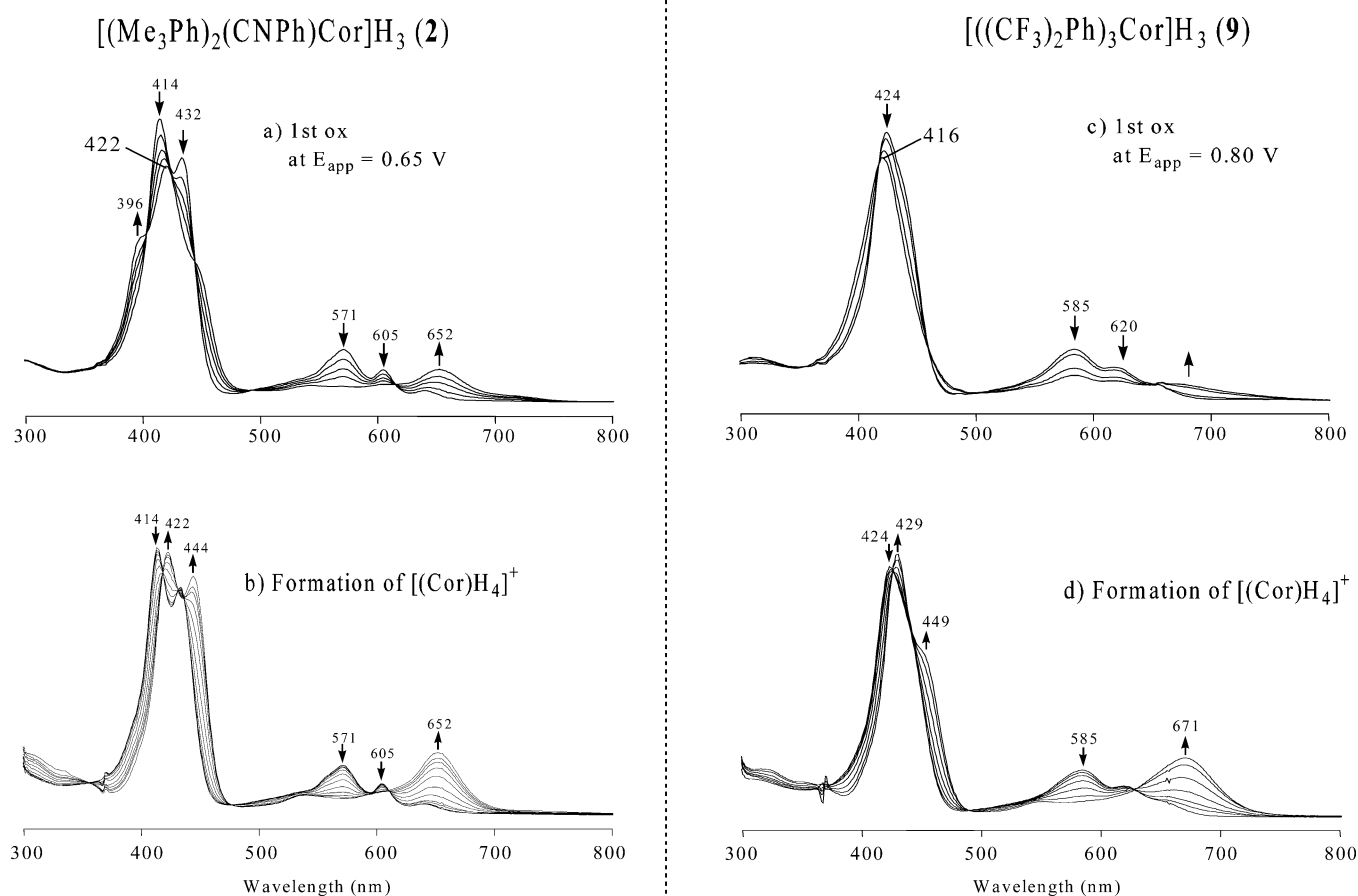 [(Me₃Ph)₂(CNPh)Cor]H₃ (2)
414
432
422
396
a) 1st ox
at E_app = 0.65 V
571
605
652
300 400 500 600 700 800
414
422
444
b) Formation of [(Cor)H₄]⁺
571
605
652
300 400 500 600 700 800
Wavelength (nm)
[((CF₃)₂Ph)₃Cor]H₃ (9)
424
416
c) 1st ox
at E_app = 0.80 V
585
620
300 400 500 600 700 800
424
429
449
d) Formation of [(Cor)H₄]⁺
585
671
300 400 500 600 700 800
Wavelength (nm)